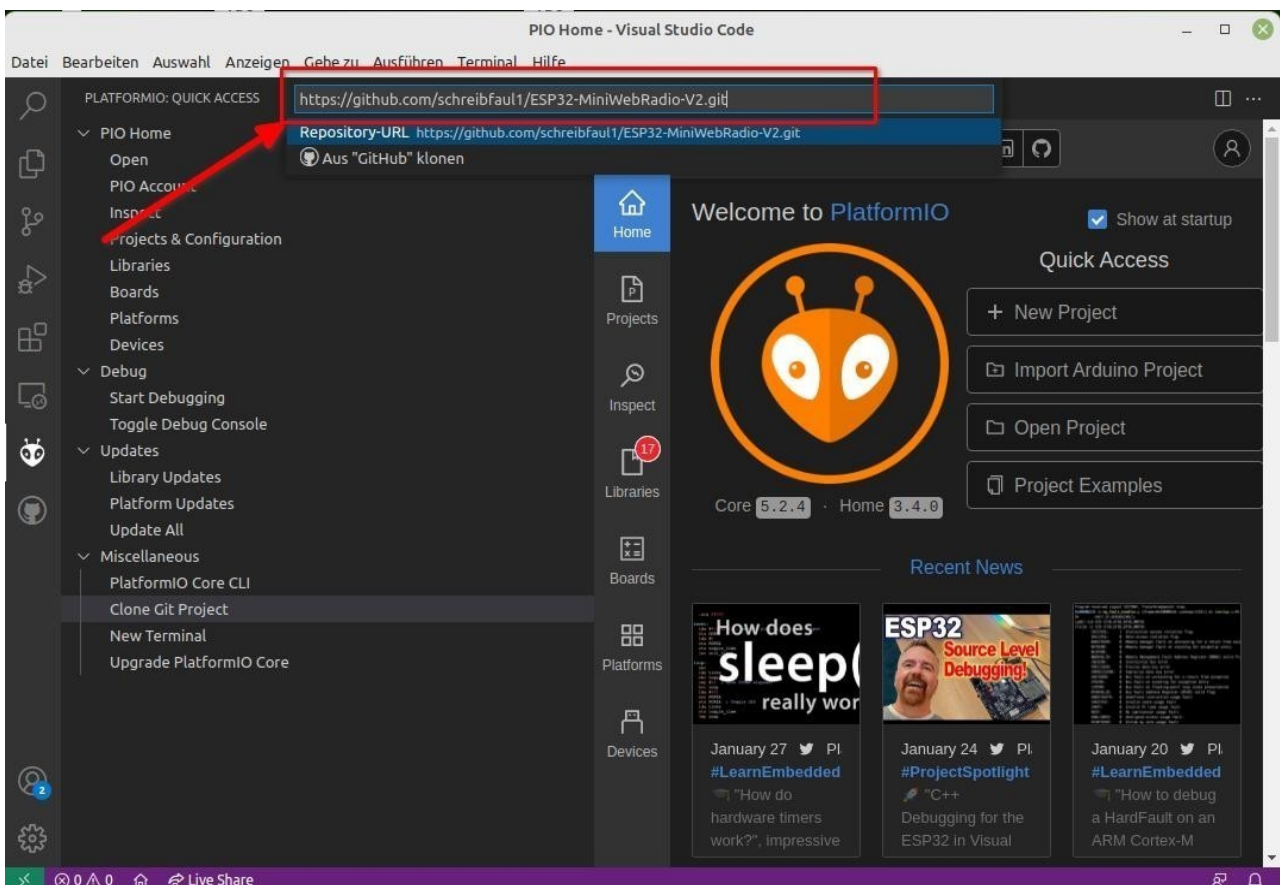 PIO Home - Visual Studio Code
Datei Bearbeiten Auswahl Anzeigen Gehe zu Ausführen Terminal Hilfe
PLATFORMIO: QUICK ACCESS
https://github.com/schreibfaul1/ESP32-MiniWebRadio-V2.git
Repository-URL https://github.com/schreibfaul1/ESP32-MiniWebRadio-V2.git
Aus "GitHub" klonen
PIO Home
Open
PIO Account
Inspect
Projects & Configuration
Libraries
Boards
Platforms
Devices
Debug
Start Debugging
Toggle Debug Console
Updates
Library Updates
Platform Updates
Update All
Miscellaneous
PlatformIO Core CLI
Clone Git Project
New Terminal
Upgrade PlatformIO Core
2
Home
Projects
Inspect
17
Libraries
Boards
Platforms
Devices
Welcome to PlatformIO
Show at startup
Core 5.2.4 · Home 3.4.0
Quick Access
New Project
Import Arduino Project
Open Project
Project Examples
Recent News
How does
sleep(
really wor
January 27 Pl
#LearnEmbedded
"How do
hardware timers
work?", impressive
ESP32
Source Level
Debugging!
January 24 Pl
#ProjectSpotlight
"C++
Debugging for the
ESP32 in Visual
January 20 Pl
#LearnEmbedded
"How to debug
a HardFault on an
ARM Cortex-M
0 0 Live Share